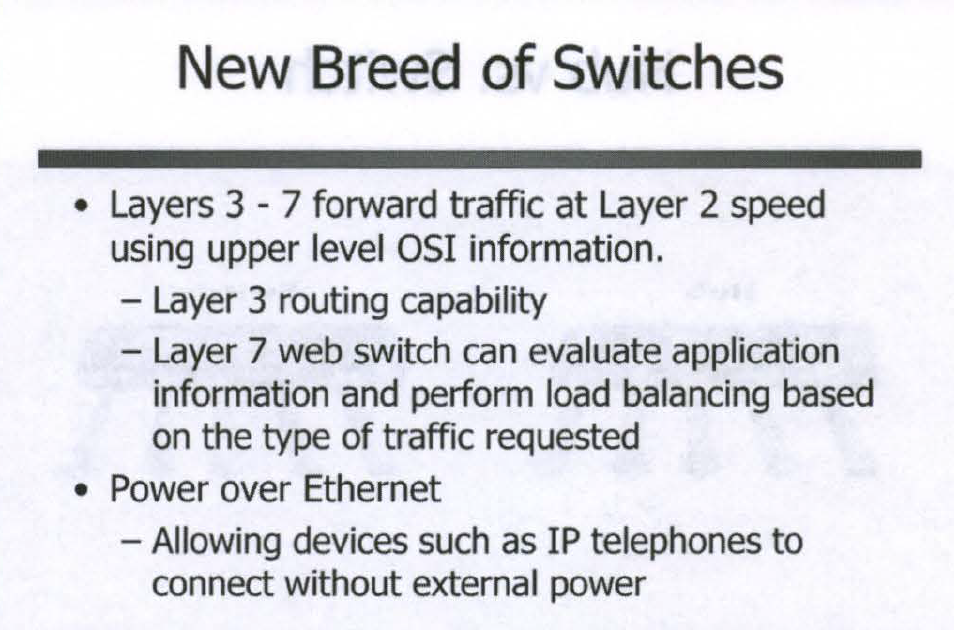 New Breed of Switches
• Layers 3 - 7 forward traffic at Layer 2 speed
using upper level OSI information.
– Layer 3 routing capability
– Layer 7 web switch can evaluate application
information and perform load balancing based
on the type of traffic requested
• Power over Ethernet
– Allowing devices such as IP telephones to
connect without external power